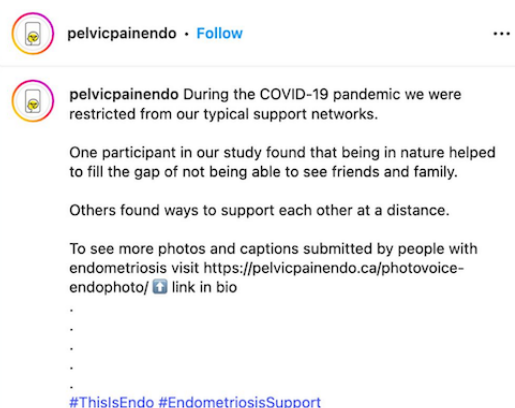 pelvicpainendo • Follow
pelvicpainendo During the COVID-19 pandemic we were
restricted from our typical support networks.
One participant in our study found that being in nature helped
to fill the gap of not being able to see friends and family.
Others found ways to support each other at a distance.
To see more photos and captions submitted by people with
endometriosis visit https://pelvicpainendo.ca/photovoice-
endophoto/ ⬆️ link in bio
.
.
.
.
.
#ThisIsEndo #EndometriosisSupport